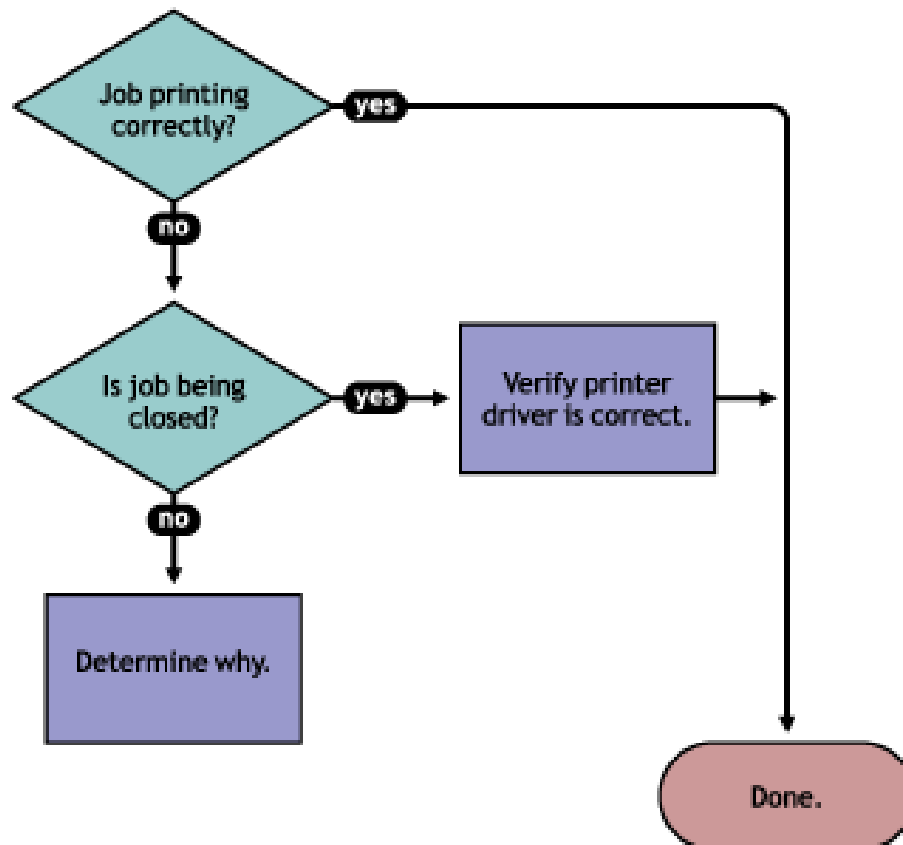 Job printing
correctly?
yes
no
Is job being
closed?
yes
Verify printer
driver is correct.
no
Determine why.
Done.